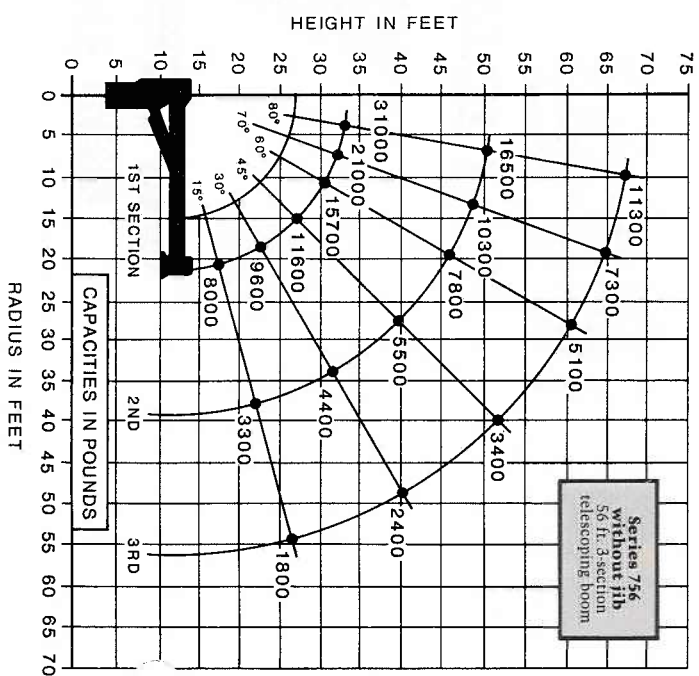 HEIGHT IN FEET
0 5 10 15 20 25 30 35 40 45 50 55 60 65 70 75
0 5 10 15 20 25 30 35 40 45 50 55 60 65 70
RADIUS IN FEET
1ST SECTION
2ND
3RD
CAPACITIES IN POUNDS
80°
70°
60°
45°
30°
15°
31000
21000
15700
11600
9600
8000
16500
10300
7800
5500
4400
3300
11300
7300
5100
3400
2400
1800
Series 756
without jib
56 ft. 3-section
telescoping boom